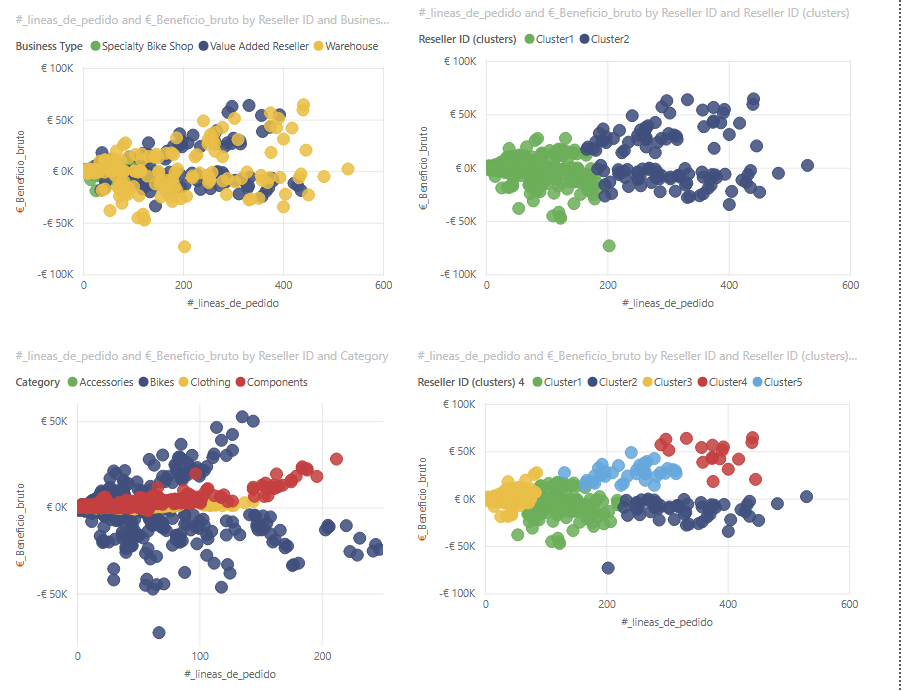 #_lineas_de_pedido and €_Beneficio_bruto by Reseller ID and Busines...
Business Type Specialty Bike Shop Value Added Reseller Warehouse
€ 100K
€ 50K
€ 0K
-€ 50K
-€ 100K
€_Beneficio_bruto
0 200 400 600
#_lineas_de_pedido
#_lineas_de_pedido and €_Beneficio_bruto by Reseller ID and Reseller ID (clusters)
Reseller ID (clusters) Cluster1 Cluster2
€ 100K
€ 50K
€ 0K
-€ 50K
-€ 100K
€_Beneficio_bruto
0 200 400 600
#_lineas_de_pedido
#_lineas_de_pedido and €_Beneficio_bruto by Reseller ID and Category
Category Accessories Bikes Clothing Components
€ 50K
€ 0K
-€ 50K
€_Beneficio_bruto
0 100 200
#_lineas_de_pedido
#_lineas_de_pedido and €_Beneficio_bruto by Reseller ID and Reseller ID (clusters)...
Reseller ID (clusters) 4 Cluster1 Cluster2 Cluster3 Cluster4 Cluster5
€ 100K
€ 50K
€ 0K
-€ 50K
-€ 100K
€_Beneficio_bruto
0 200 400 600
#_lineas_de_pedido